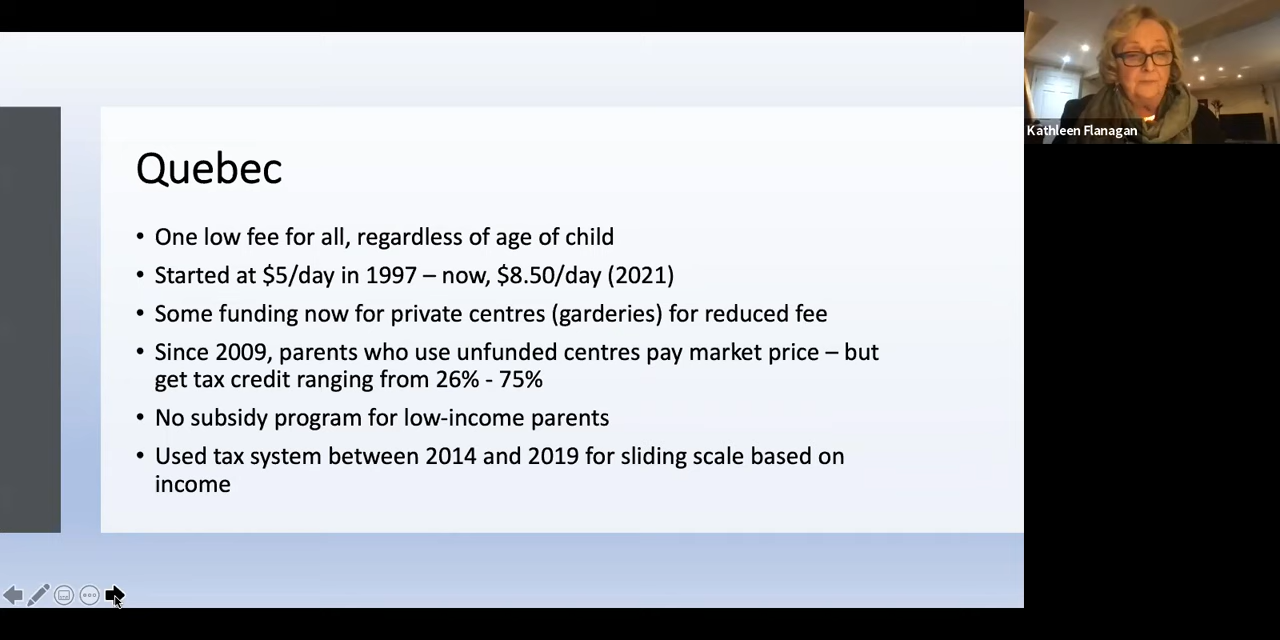 Quebec
• One low fee for all, regardless of age of child
• Started at $5/day in 1997 – now, $8.50/day (2021)
• Some funding now for private centres (garderies) for reduced fee
• Since 2009, parents who use unfunded centres pay market price – but
get tax credit ranging from 26% - 75%
• No subsidy program for low-income parents
• Used tax system between 2014 and 2019 for sliding scale based on
income
Kathleen Flanagan